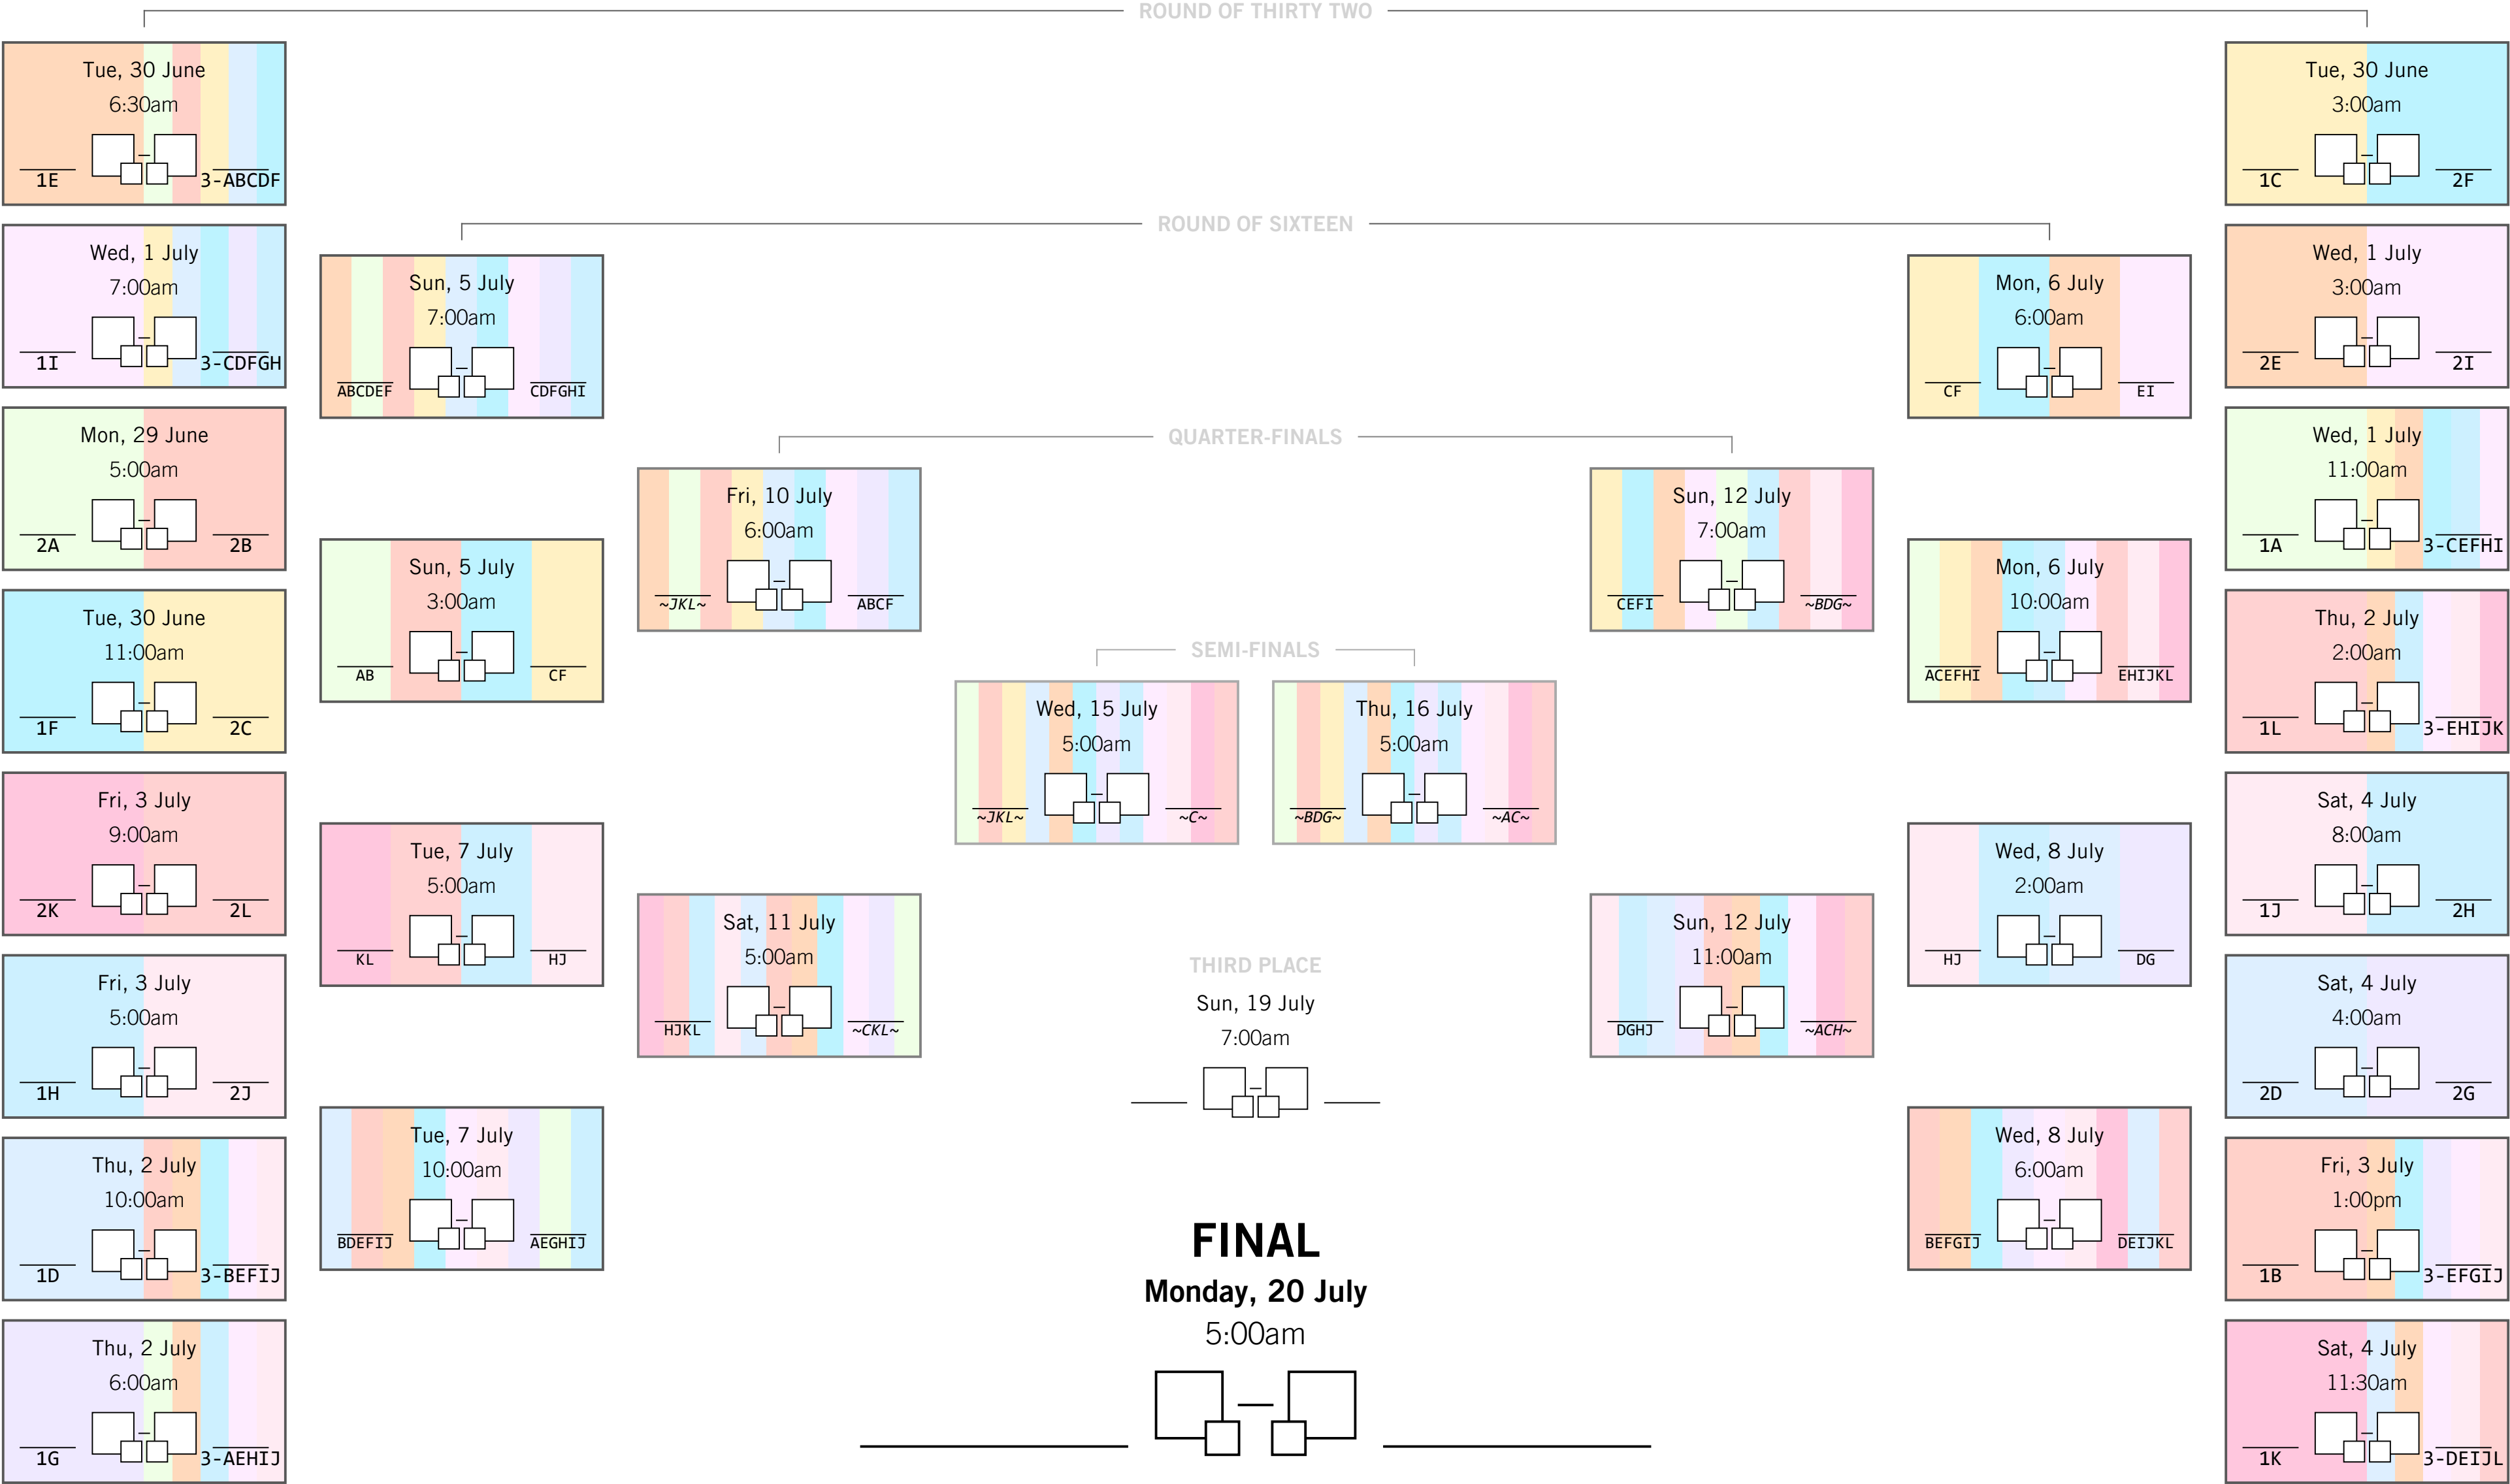 ROUND OF THIRTY TWO
Tue, 30 June
6:30am
1E
3-ABCDF
Wed, 1 July
7:00am
1I
3-CDFGH
Mon, 29 June
5:00am
2A
2B
Tue, 30 June
11:00am
1F
2C
Fri, 3 July
9:00am
2K
2L
Fri, 3 July
5:00am
1H
2J
Thu, 2 July
10:00am
1D
3-BEFIJ
Thu, 2 July
6:00am
1G
3-AEHIJ
ROUND OF SIXTEEN
Sun, 5 July
7:00am
ABCDEF
CDFGHI
Sun, 5 July
3:00am
AB
CF
Tue, 7 July
5:00am
KL
HJ
Tue, 7 July
10:00am
BDEFIJ
AEGHIJ
QUARTER-FINALS
Fri, 10 July
6:00am
~JKL~
ABCF
Sat, 11 July
5:00am
HJKL
~CKL~
SEMI-FINALS
Wed, 15 July
5:00am
~JKL~
~C~
Thu, 16 July
5:00am
~BDG~
~AC~
THIRD PLACE
Sun, 19 July
7:00am
FINAL
Monday, 20 July
5:00am
Sun, 12 July
7:00am
CEFI
~BDG~
Sun, 12 July
11:00am
DGHJ
~ACH~
Mon, 6 July
6:00am
CF
EI
Mon, 6 July
10:00am
ACEFHI
EHIJKL
Wed, 8 July
2:00am
HJ
DG
Wed, 8 July
6:00am
BEFGIJ
DEIJKL
Tue, 30 June
3:00am
1C
2F
Wed, 1 July
3:00am
2E
2I
Wed, 1 July
11:00am
1A
3-CEFHI
Thu, 2 July
2:00am
1L
3-EHIJK
Sat, 4 July
8:00am
1J
2H
Sat, 4 July
4:00am
2D
2G
Fri, 3 July
1:00pm
1B
3-EFGIJ
Sat, 4 July
11:30am
1K
3-DEIJL